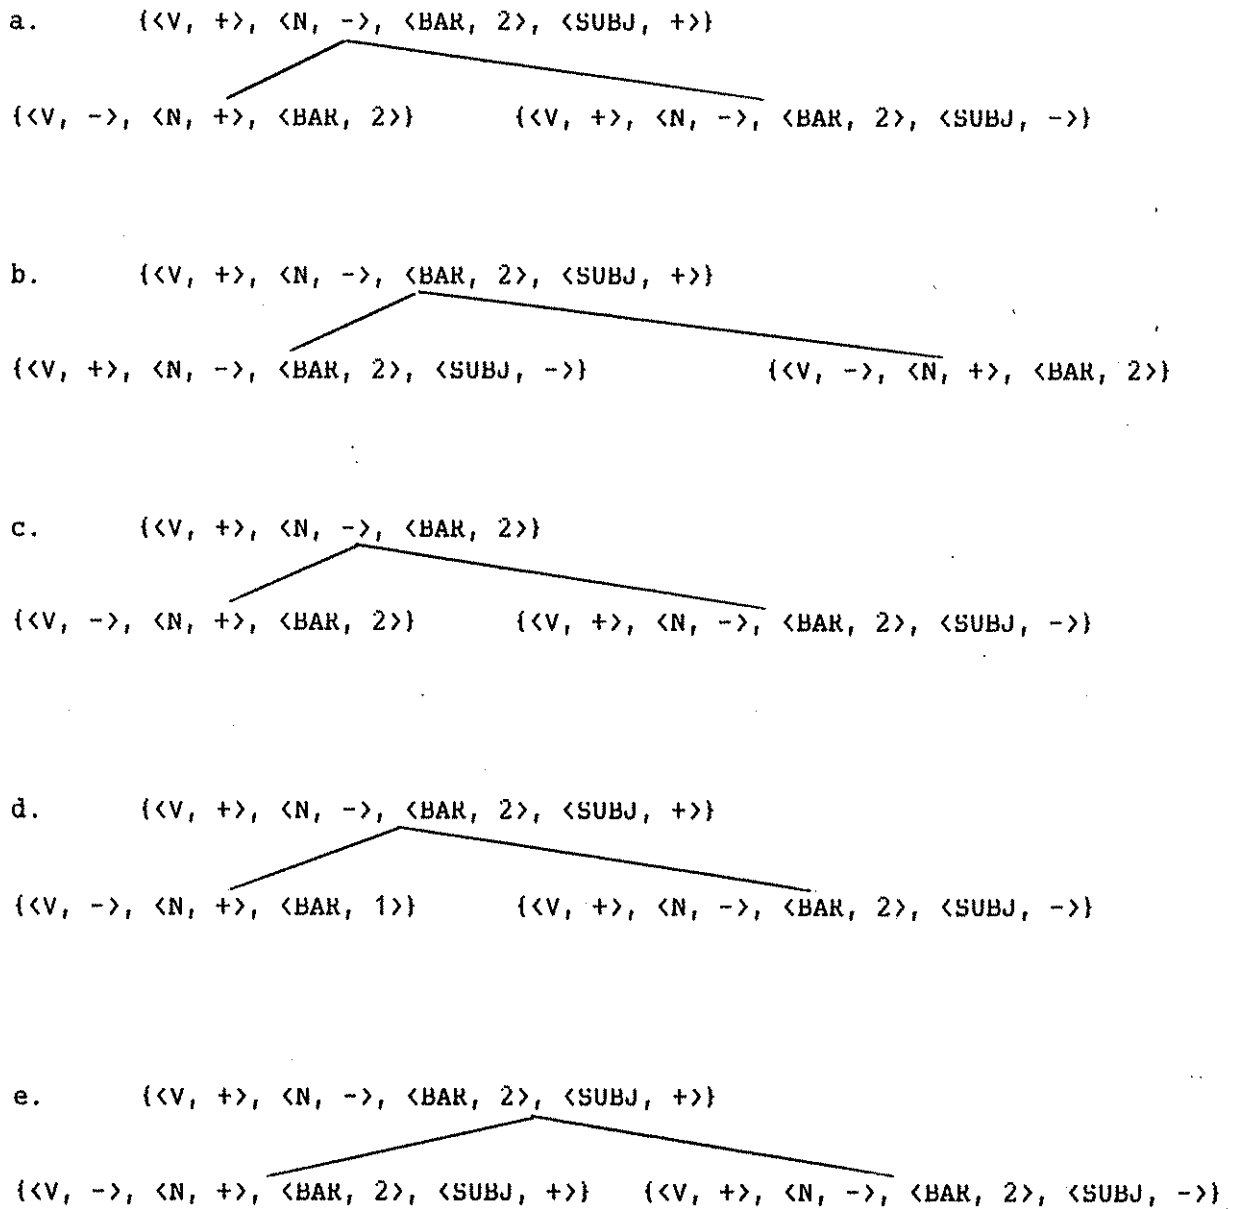 a. {<V, +>, <N, ->, <BAR, 2>, <SUBJ, +>}
{<V, ->, <N, +>, <BAR, 2>} {<V, +>, <N, ->, <BAR, 2>, <SUBJ, ->}
b. {<V, +>, <N, ->, <BAR, 2>, <SUBJ, +>}
{<V, +>, <N, ->, <BAR, 2>, <SUBJ, ->} {<V, ->, <N, +>, <BAR, 2>}
c. {<V, +>, <N, ->, <BAR, 2>}
{<V, ->, <N, +>, <BAR, 2>} {<V, +>, <N, ->, <BAR, 2>, <SUBJ, ->}
d. {<V, +>, <N, ->, <BAR, 2>, <SUBJ, +>}
{<V, ->, <N, +>, <BAR, 1>} {<V, +>, <N, ->, <BAR, 2>, <SUBJ, ->}
e. {<V, +>, <N, ->, <BAR, 2>, <SUBJ, +>}
{<V, ->, <N, +>, <BAR, 2>, <SUBJ, +>} {<V, +>, <N, ->, <BAR, 2>, <SUBJ, ->}